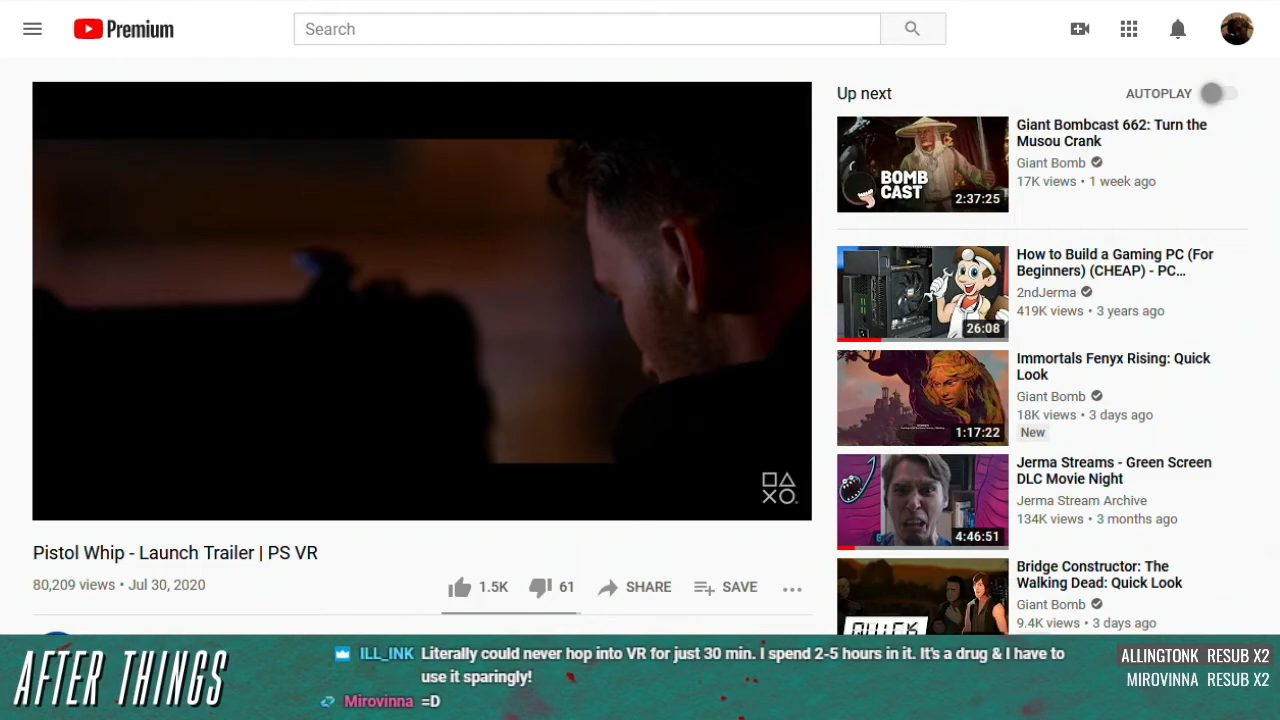 Premium
Search
Up next
AUTOPLAY
BOMB
CAST
2:37:25
Giant Bombcast 662: Turn the
Musou Crank
Giant Bomb
17K views • 1 week ago
26:08
How to Build a Gaming PC (For
Beginners) (CHEAP) - PC...
2ndJerma
419K views • 3 years ago
1:17:22
Immortals Fenyx Rising: Quick
Look
Giant Bomb
18K views • 3 days ago
New
4:46:51
Jerma Streams - Green Screen
DLC Movie Night
Jerma Stream Archive
134K views • 3 months ago
QUICK
Bridge Constructor: The
Walking Dead: Quick Look
Giant Bomb
9.4K views • 3 days ago
Pistol Whip - Launch Trailer | PS VR
80,209 views • Jul 30, 2020
1.5K 61 SHARE SAVE
AFTER THINGS
ILL_INK Literally could never hop into VR for just 30 min. I spend 2-5 hours in it. It's a drug & I have to
use it sparingly!
Mirovinna =D
ALLINGTONK RESUB X2
MIROVINNA RESUB X2